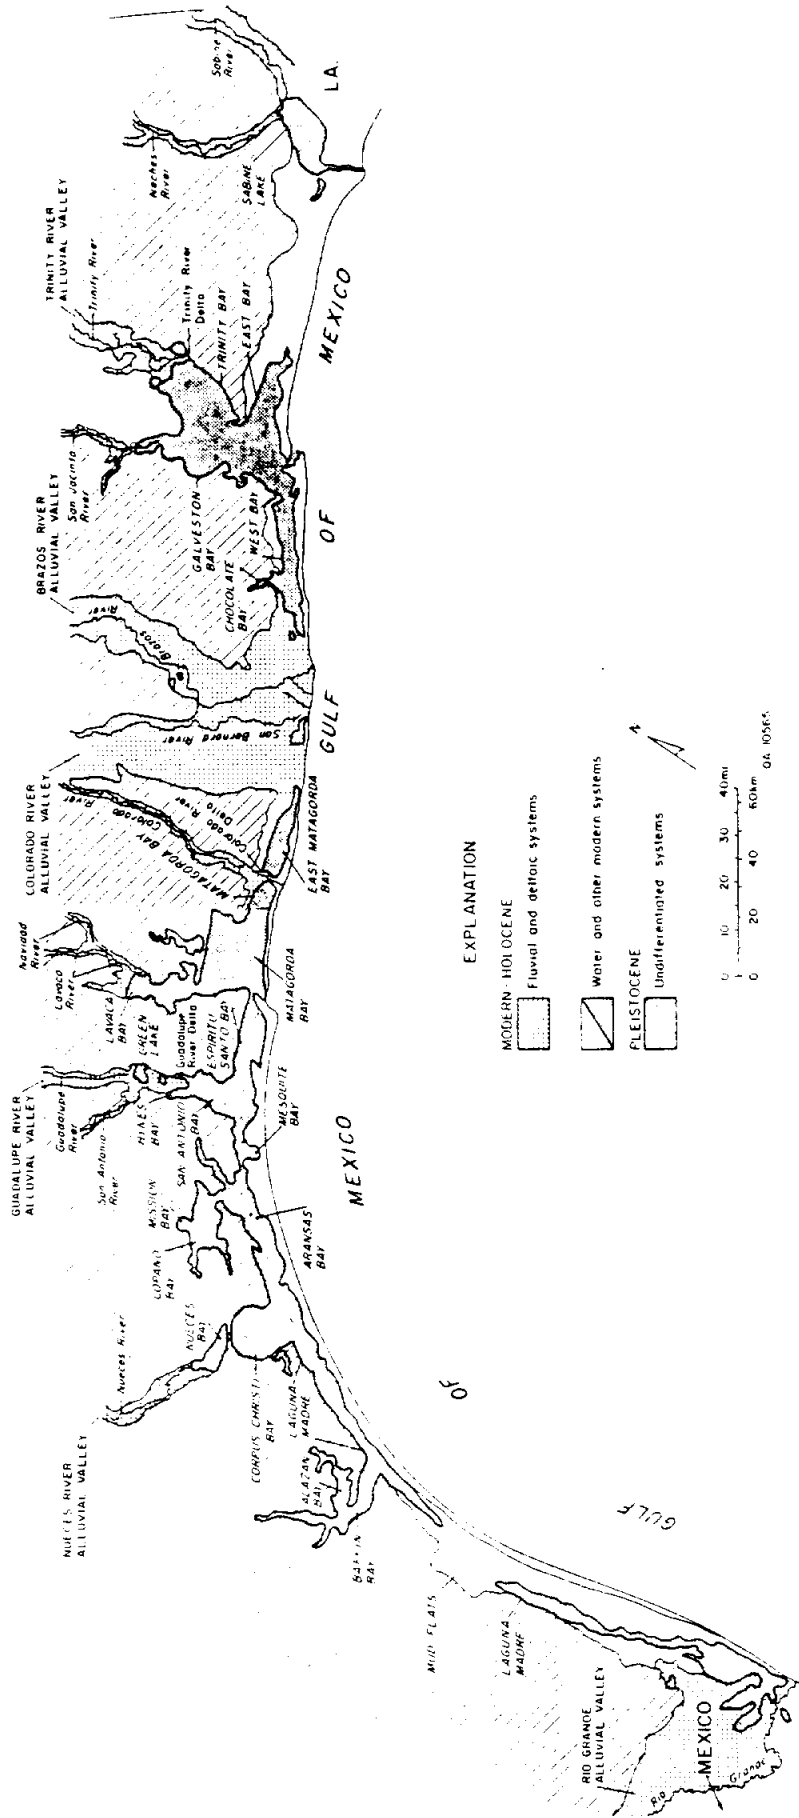 LA.
Sabine
River
Neches
River
SABINE
LAKE
TRINITY RIVER
ALLUVIAL VALLEY
Trinity River
Trinity River
Delta
TRINITY BAY
EAST BAY
MEXICO
San Jacinto
River
GALVESTON
BAY
WEST BAY
CHOCOLATE
BAY
OF
BRAZOS RIVER
ALLUVIAL VALLEY
Brazos
River
San Bernard River
GULF
COLORADO RIVER
ALLUVIAL VALLEY
Colorado
River
Colorado River
Delta
MATAGORDA BAY
EAST MATAGORDA
BAY
Navidad
River
Lavaca
River
LAVACA
BAY
MATAGORDA
BAY
GREEN
LAKE
Guadalupe
River Delta
ESPIRITU
SANTO BAY
GUADALUPE RIVER
ALLUVIAL VALLEY
Guadalupe
River
San Antonio
River
HYNES
BAY
SAN ANTONIO
BAY
MESQUITE
BAY
MISSION
BAY
COPANO
BAY
ARANSAS
BAY
MEXICO
NUECES RIVER
ALLUVIAL VALLEY
Nueces River
NUECES
BAY
CORPUS CHRISTI
BAY
LAGUNA
MADRE
ALAZAN
BAY
BAFFIN
BAY
OF
GULF
MUD FLATS
LAGUNA
MADRE
RIO GRANDE
ALLUVIAL VALLEY
MEXICO
Rio Grande
EXPLANATION
MODERN-HOLOCENE
Fluvial and deltaic systems
Water and other modern systems
PLEISTOCENE
Undifferentiated systems
N
0 10 20 30 40mi
0 20 40 60km